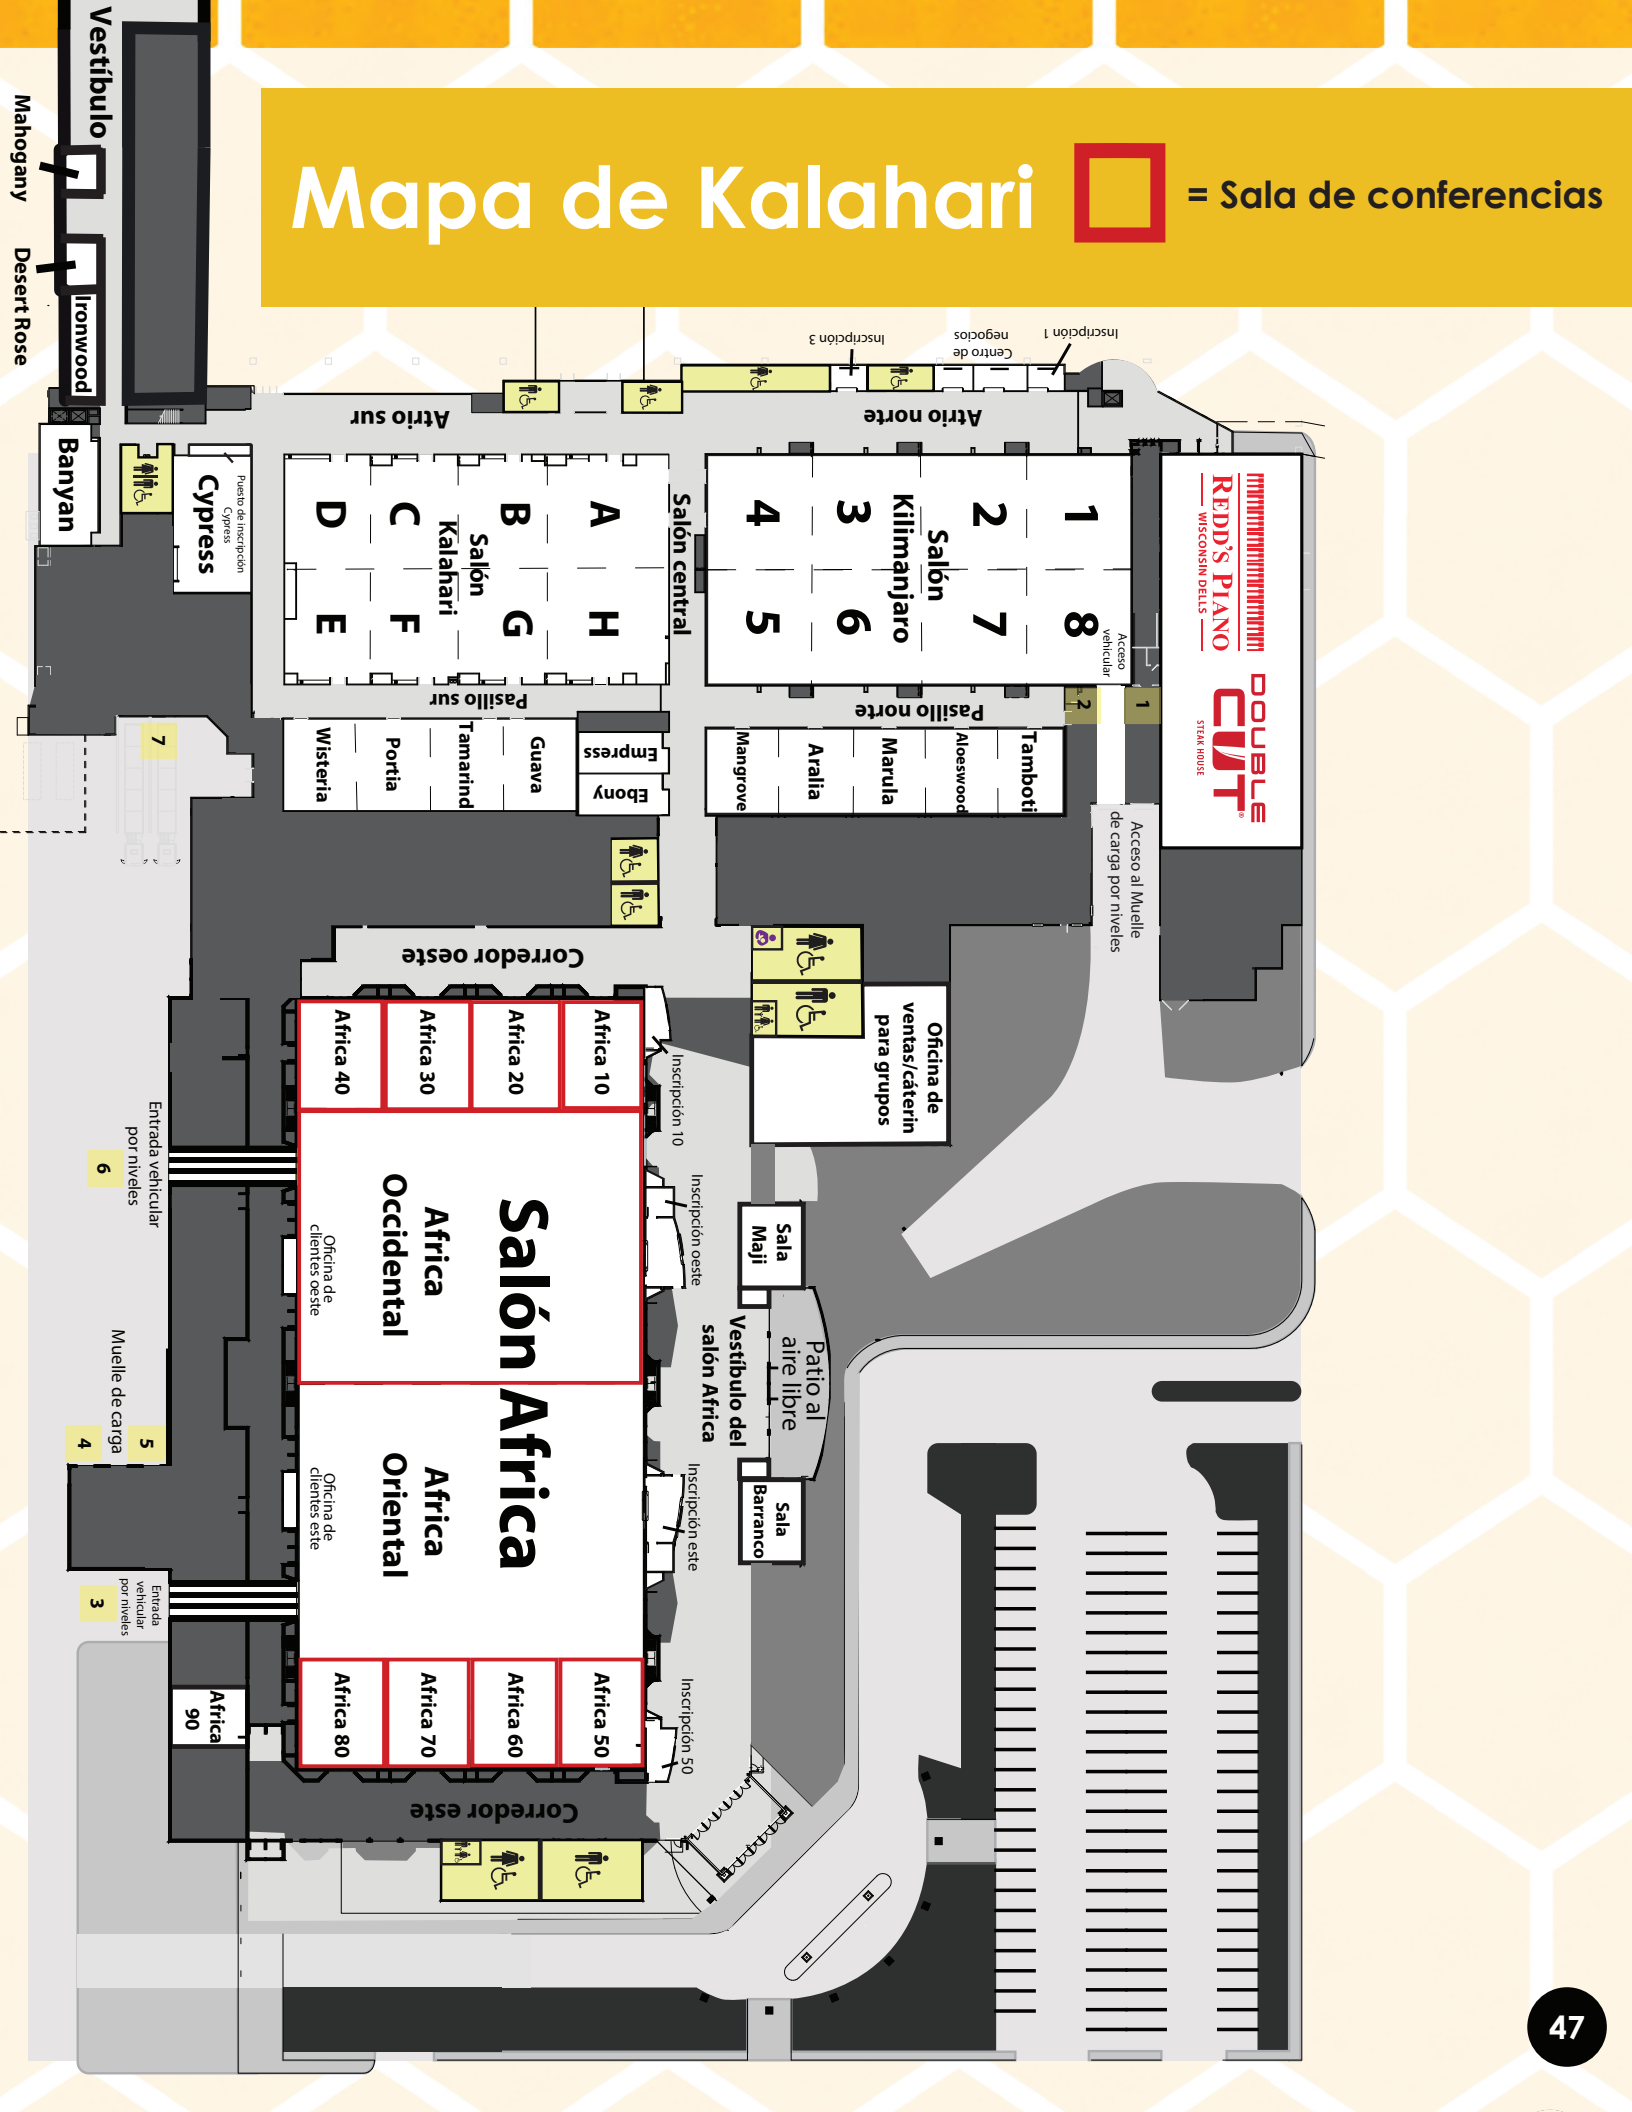 Mapa de Kalahari
= Sala de conferencias
Vestíbulo
Mahogany
Desert Rose
Ironwood
Banyan
Cypress
Puesto de inscripción
Cypress
Inscripción 3
Centro de
negocios
Inscripción 1
Atrio sur
Atrio norte
D
C
B
A
Salón
Kalahari
E
F
G
H
Salón central
4
3
2
1
Salón
Kilimanjaro
5
6
7
8
Acceso
vehicular
REDD'S PIANO
WISCONSIN DELLS
DOUBLE
CUT
STEAK HOUSE
®
Pasillo sur
Pasillo norte
2
1
7
Wisteria
Portia
Tamarind
Guava
Empress
Ebony
Mangrove
Aralia
Marula
Aloeswood
Tamboti
Acceso al Muelle
de carga por niveles
Corredor oeste
Oficina de
ventas/cáterin
para grupos
Africa 40
Africa 30
Africa 20
Africa 10
Inscripción 10
Entrada vehicular
por niveles
6
Inscripción oeste
Sala
Maji
Salón Africa
Africa
Occidental
Oficina de
clientes oeste
Vestíbulo del
salón Africa
Patio al
aire libre
Muelle de carga
4
5
Africa
Oriental
Oficina de
clientes este
Inscripción este
Sala
Barranco
Entrada
vehicular
por niveles
3
Africa 80
Africa 70
Africa 60
Africa 50
Inscripción 50
Africa
90
Corredor este
47